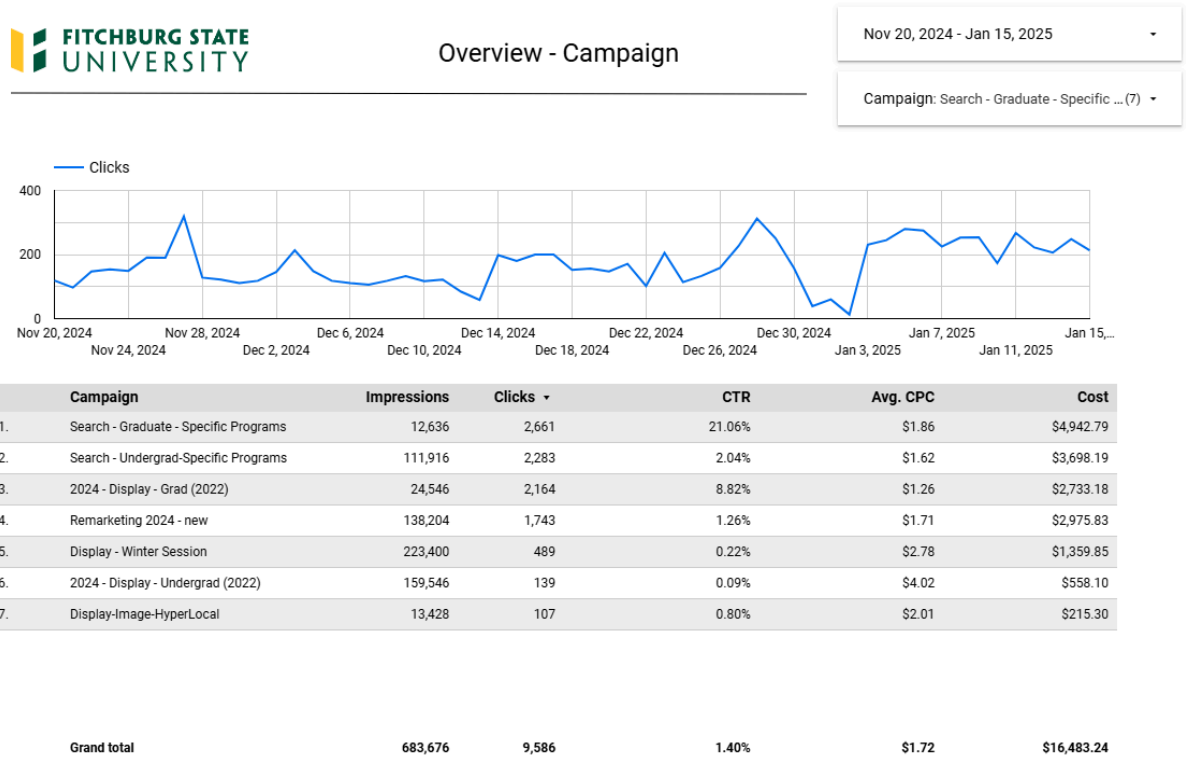 FITCHBURG STATE
UNIVERSITY
Overview - Campaign
Nov 20, 2024 - Jan 15, 2025
Campaign: Search - Graduate - Specific ... (7)
Clicks
400
200
0
Nov 20, 2024
Nov 24, 2024
Nov 28, 2024
Dec 2, 2024
Dec 6, 2024
Dec 10, 2024
Dec 14, 2024
Dec 18, 2024
Dec 22, 2024
Dec 26, 2024
Dec 30, 2024
Jan 3, 2025
Jan 7, 2025
Jan 11, 2025
Jan 15,...
Campaign Impressions Clicks CTR Avg. CPC Cost
1. Search - Graduate - Specific Programs 12,636 2,661 21.06% $1.86 $4,942.79
2. Search - Undergrad-Specific Programs 111,916 2,283 2.04% $1.62 $3,698.19
3. 2024 - Display - Grad (2022) 24,546 2,164 8.82% $1.26 $2,733.18
4. Remarketing 2024 - new 138,204 1,743 1.26% $1.71 $2,975.83
5. Display - Winter Session 223,400 489 0.22% $2.78 $1,359.85
6. 2024 - Display - Undergrad (2022) 159,546 139 0.09% $4.02 $558.10
7. Display-Image-HyperLocal 13,428 107 0.80% $2.01 $215.30
Grand total 683,676 9,586 1.40% $1.72 $16,483.24